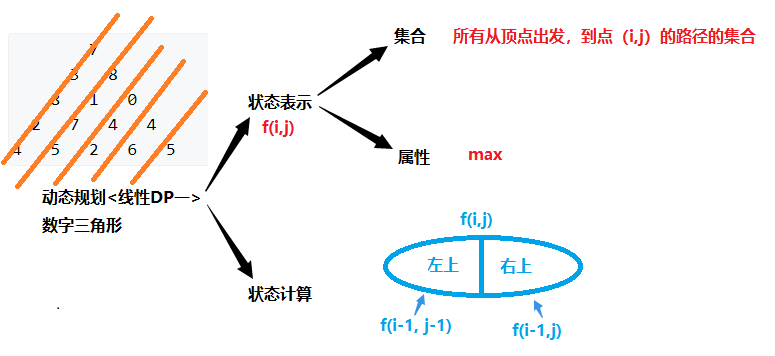 7
3 8
8 1 0
2 7 4 4
4 5 2 6 5
动态规划<线性DP一>
数字三角形
状态表示
f(i,j)
集合 所有从顶点出发，到点（i,j）的路径的集合
属性 max
状态计算
f(i,j)
左上 右上
f(i-1, j-1) f(i-1,j)